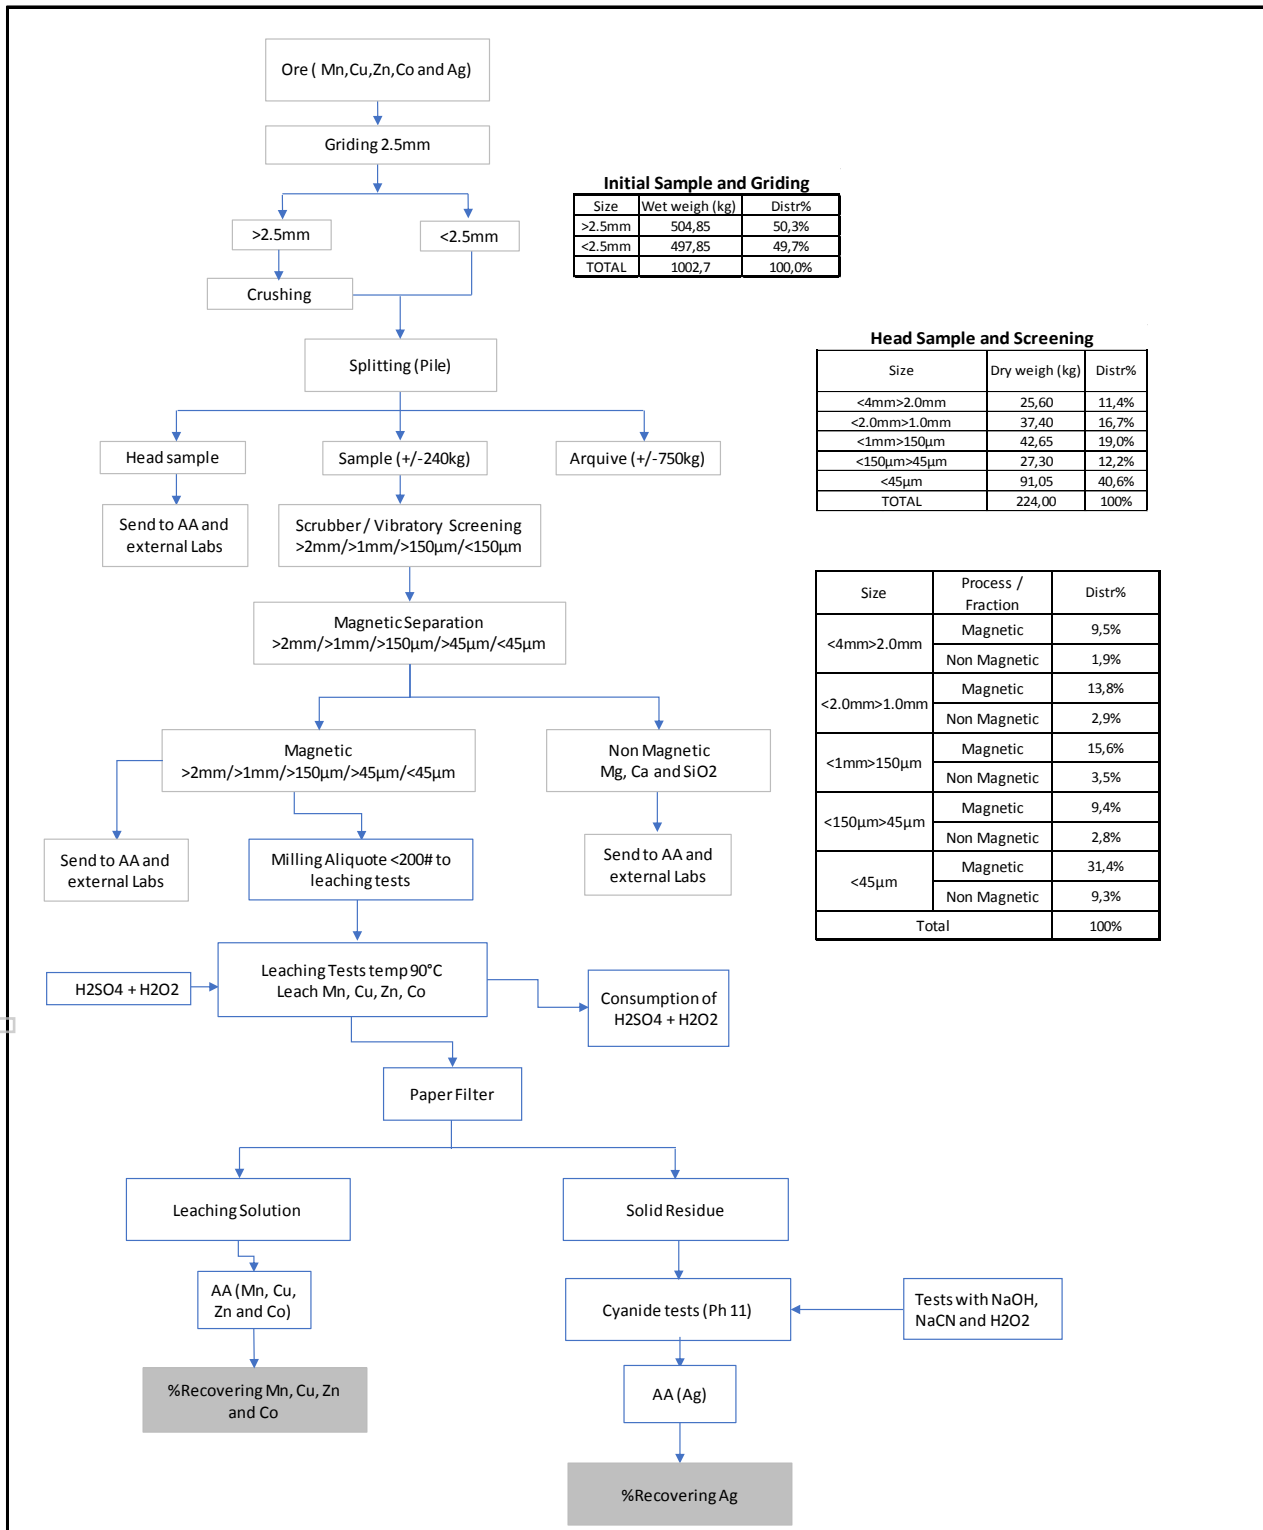 Ore ( Mn,Cu,Zn,Co and Ag)
Griding 2.5mm
>2.5mm
<2.5mm
Crushing
Splitting (Pile)
Head sample
Sample (+/-240kg)
Arquive (+/-750kg)
Send to AA and
external Labs
Scrubber / Vibratory Screening
>2mm/>1mm/>150µm/<150µm
Magnetic Separation
>2mm/>1mm/>150µm/>45µm/<45µm
Magnetic
>2mm/>1mm/>150µm/>45µm/<45µm
Non Magnetic
Mg, Ca and SiO2
Send to AA and
external Labs
Milling Aliquote <200# to
leaching tests
Send to AA and
external Labs
H2SO4 + H2O2
Leaching Tests temp 90°C
Leach Mn, Cu, Zn, Co
Consumption of
H2SO4 + H2O2
Paper Filter
Leaching Solution
Solid Residue
AA (Mn, Cu,
Zn and Co)
Cyanide tests (Ph 11)
Tests with NaOH,
NaCN and H2O2
%Recovering Mn, Cu, Zn
and Co
AA (Ag)
%Recovering Ag
Initial Sample and Griding
Size Wet weigh (kg) Distr%
>2.5mm 504,85 50,3%
<2.5mm 497,85 49,7%
TOTAL 1002,7 100,0%
Head Sample and Screening
Size Dry weigh (kg) Distr%
<4mm>2.0mm 25,60 11,4%
<2.0mm>1.0mm 37,40 16,7%
<1mm>150µm 42,65 19,0%
<150µm>45µm 27,30 12,2%
<45µm 91,05 40,6%
TOTAL 224,00 100%
Size Process / Distr%
Fraction
<4mm>2.0mm Magnetic 9,5%
Non Magnetic 1,9%
<2.0mm>1.0mm Magnetic 13,8%
Non Magnetic 2,9%
<1mm>150µm Magnetic 15,6%
Non Magnetic 3,5%
<150µm>45µm Magnetic 9,4%
Non Magnetic 2,8%
<45µm Magnetic 31,4%
Non Magnetic 9,3%
Total 100%